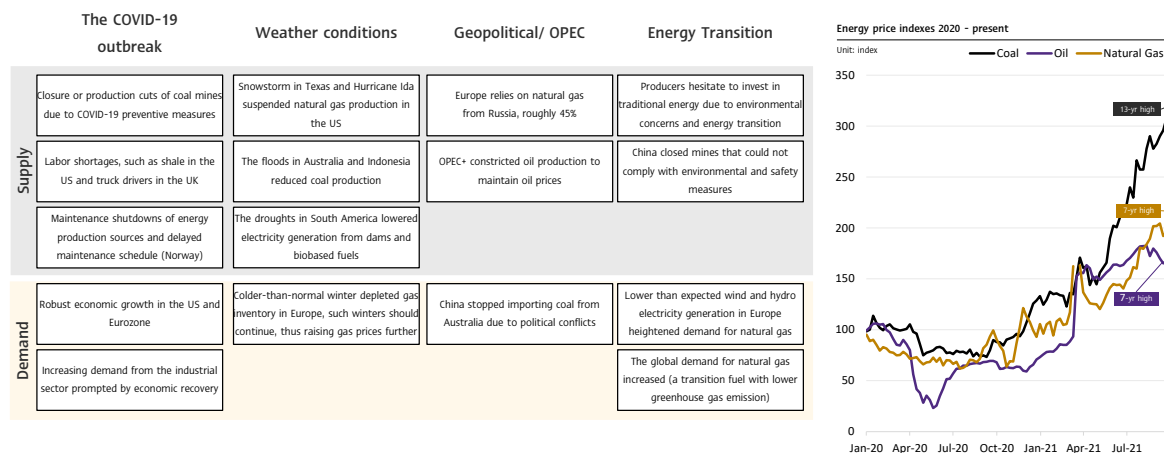 The COVID-19
outbreak
Weather conditions
Geopolitical/ OPEC
Energy Transition
Supply
Closure or production cuts of coal mines
due to COVID-19 preventive measures
Snowstorm in Texas and Hurricane Ida
suspended natural gas production in
the US
Europe relies on natural gas
from Russia, roughly 45%
Producers hesitate to invest in
traditional energy due to environmental
concerns and energy transition
Labor shortages, such as shale in the
US and truck drivers in the UK
The floods in Australia and Indonesia
reduced coal production
OPEC+ constricted oil production to
maintain oil prices
China closed mines that could not
comply with environmental and safety
measures
Maintenance shutdowns of energy
production sources and delayed
maintenance schedule (Norway)
The droughts in South America lowered
electricity generation from dams and
biobased fuels
Demand
Robust economic growth in the US and
Eurozone
Colder-than-normal winter depleted gas
inventory in Europe, such winters should
continue, thus raising gas prices further
China stopped importing coal from
Australia due to political conflicts
Lower than expected wind and hydro
electricity generation in Europe
heightened demand for natural gas
Increasing demand from the industrial
sector prompted by economic recovery
The global demand for natural gas
increased (a transition fuel with lower
greenhouse gas emission)
Energy price indexes 2020 - present
Unit: index
Coal Oil Natural Gas
350
300
250
200
150
100
50
0
13-yr high
7-yr high
7-yr high
Jan-20 Apr-20 Jul-20 Oct-20 Jan-21 Apr-21 Jul-21